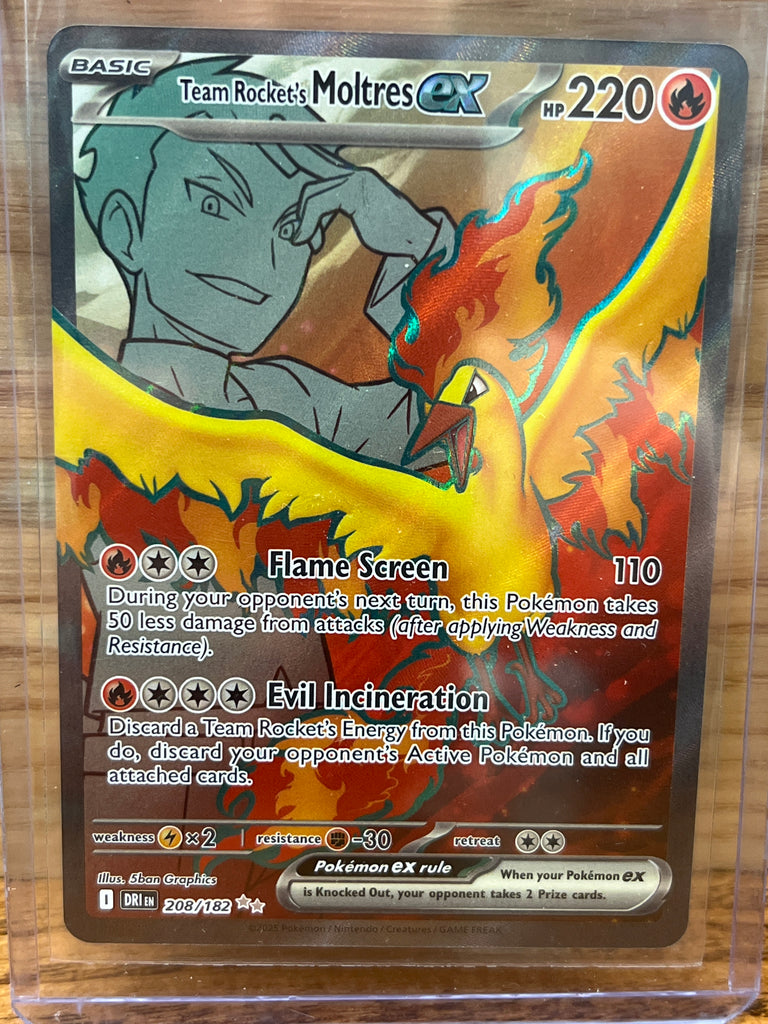 BASIC
Team Rocket's Moltres ex HP 220
Flame Screen 110
During your opponent's next turn, this Pokémon takes
50 less damage from attacks (after applying Weakness and
Resistance).
Evil Incineration
Discard a Team Rocket's Energy from this Pokémon. If you
do, discard your opponent's Active Pokémon and all
attached cards.
weakness ×2 resistance -30 retreat
Pokémon ex rule
When your Pokémon ex
is Knocked Out, your opponent takes 2 Prize cards.
Illus. 5ban Graphics
I DRI EN 208/182
©2025 Pokémon / Nintendo / Creatures / GAME FREAK